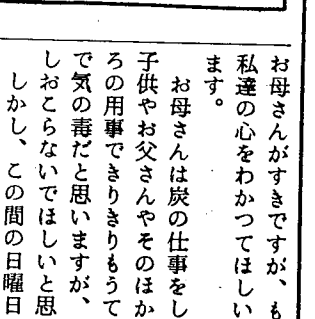 お母さんがすきですが、も
私達の心をわかつてほしい
ます。
お母さんは炭の仕事をし
子供やお父さんやそのほか
ろの用事できりきりもうて
で気の毒だと思いますが、
しおこらないでほしいと思
しかし、この間の日曜日